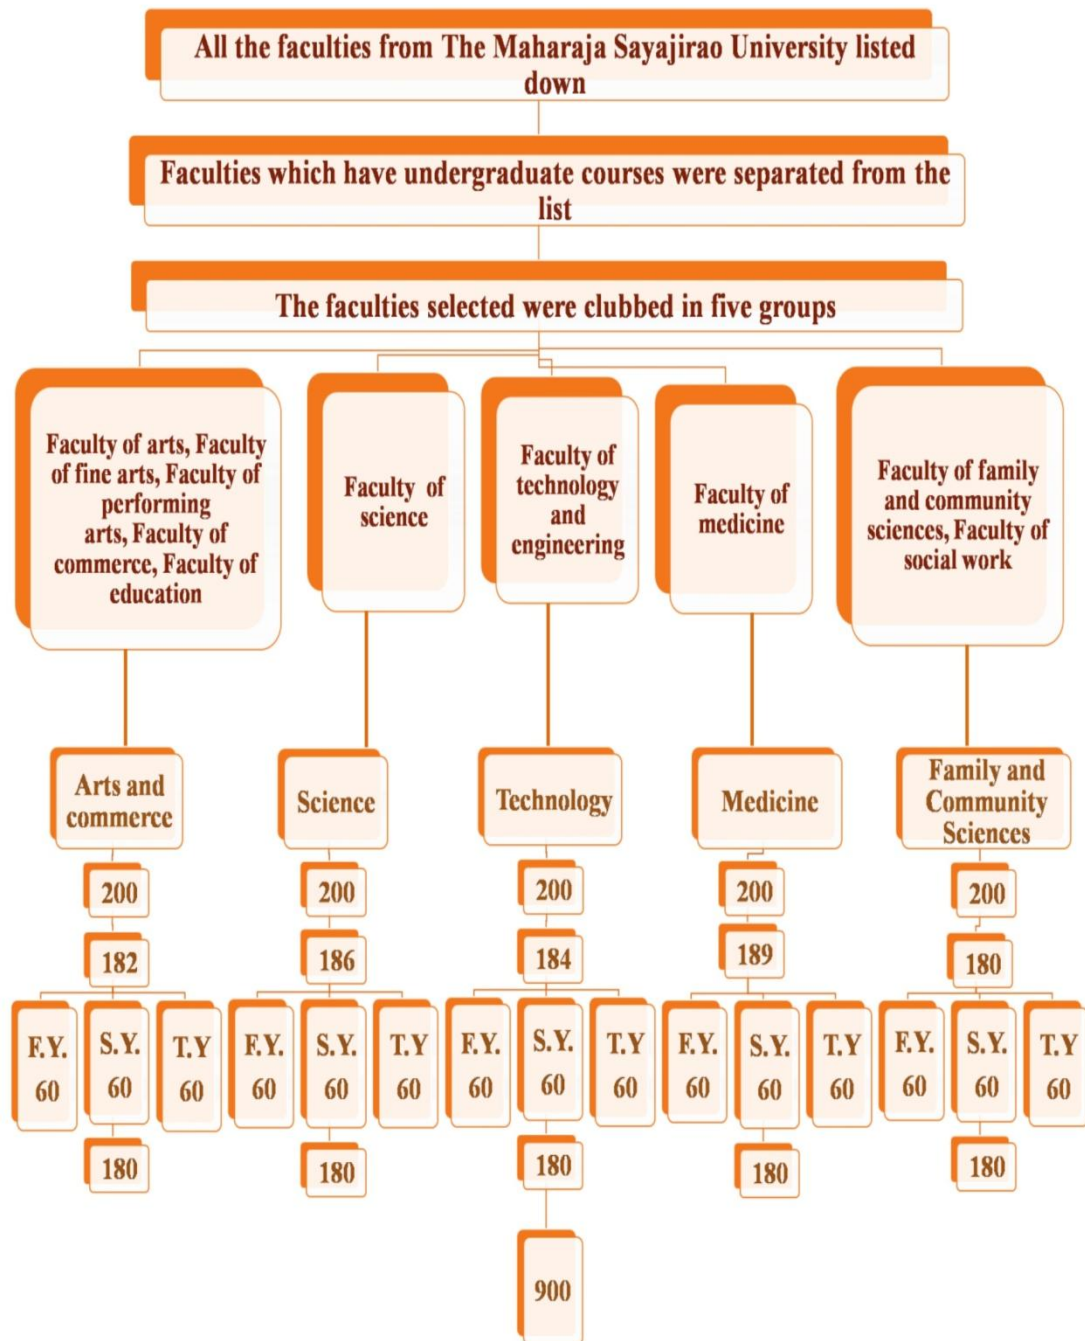 All the faculties from The Maharaja Sayajirao University listed
down
Faculties which have undergraduate courses were separated from the
list
The faculties selected were clubbed in five groups
Faculty of arts, Faculty
of fine arts, Faculty of
performing
arts, Faculty of
commerce, Faculty of
education
Faculty of
science
Faculty of
technology
and
engineering
Faculty of
medicine
Faculty of family
and community
sciences, Faculty of
social work
Arts and
commerce
Science
Technology
Medicine
Family and
Community
Sciences
200
200
200
200
200
182
186
184
189
180
F.Y.
60
S.Y.
60
T.Y
60
F.Y.
60
S.Y.
60
T.Y
60
F.Y.
60
S.Y.
60
T.Y
60
F.Y.
60
S.Y.
60
T.Y
60
F.Y.
60
S.Y.
60
T.Y
60
180
180
180
180
180
900